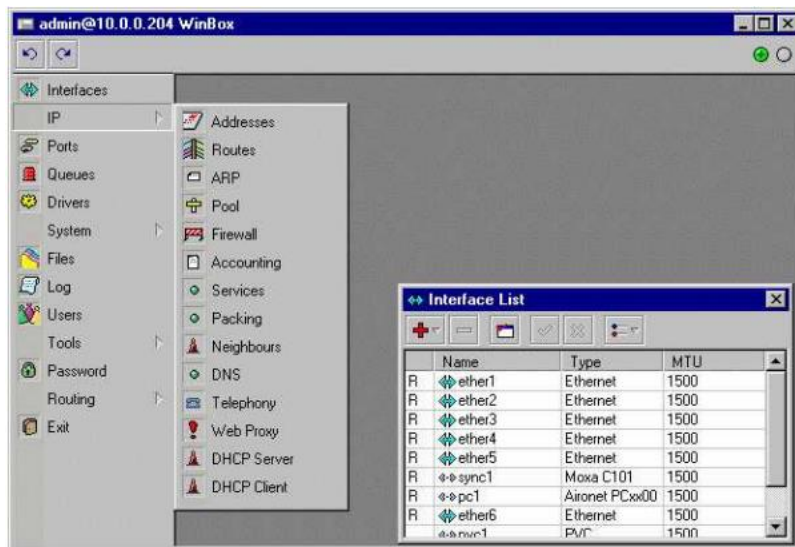 admin@10.0.0.204 WinBox
Interfaces
IP
Ports
Queues
Drivers
System
Files
Log
Users
Tools
Password
Routing
Exit
Addresses
Routes
ARP
Pool
Firewall
Accounting
Services
Packing
Neighbours
DNS
Telephony
Web Proxy
DHCP Server
DHCP Client
Interface List
Name Type MTU
R ether1 Ethernet 1500
R ether2 Ethernet 1500
R ether3 Ethernet 1500
R ether4 Ethernet 1500
R ether5 Ethernet 1500
R sync1 Moxa C101 1500
R pc1 Aironet PCxx00 1500
R ether6 Ethernet 1500
pvc1 PVC 1500